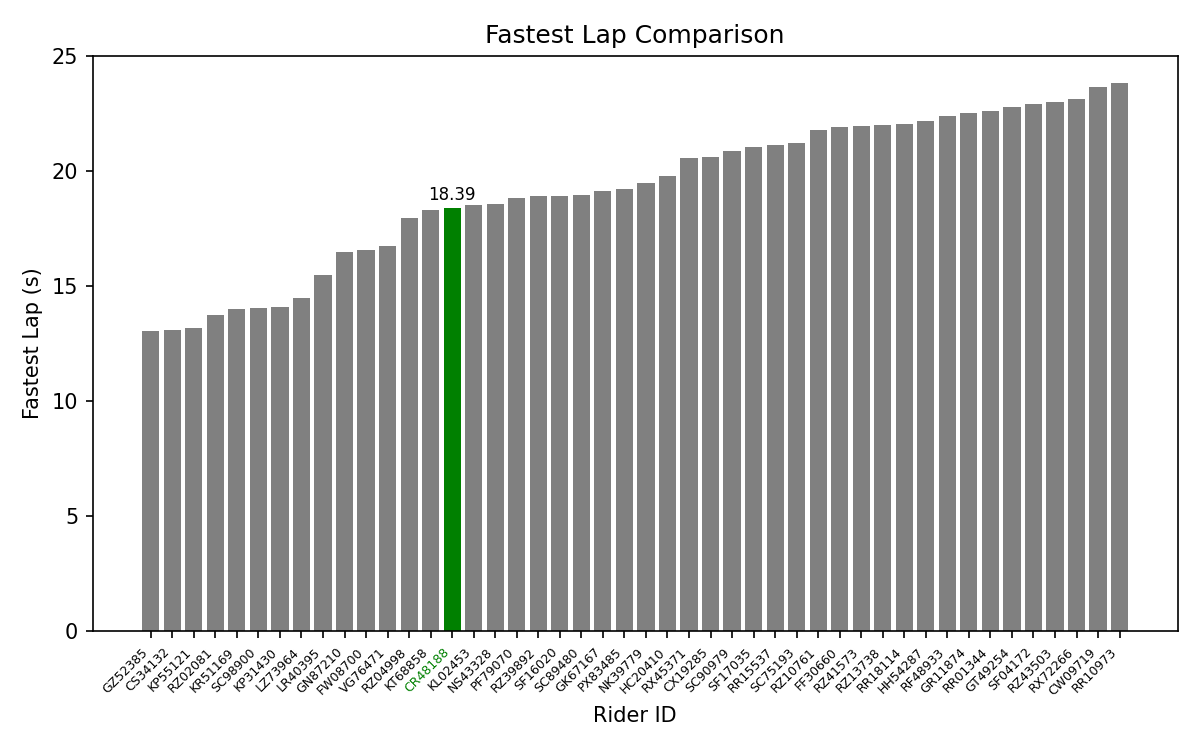 Fastest Lap Comparison
25
20
15
10
5
0
Fastest Lap (s)
18.39
GZ52385
CS34132
KP55121
RZ02081
KR51169
SC98900
KP31430
LZ73964
LR40395
GN87210
FW08700
VG76471
RZ04998
KT68858
CR48188
KL02453
NS43328
PF79070
RZ39892
SF16020
SC89480
GK67167
PX83485
NK39779
HC20410
RX45371
CX19285
SC90979
SF17035
RR15537
SC75193
RZ10761
FF30660
RZ41573
RZ13738
RR18114
HH54287
RF48933
GR11874
RR01344
GT49254
SF04172
RZ43503
RX72266
CW09719
RR10973
Rider ID